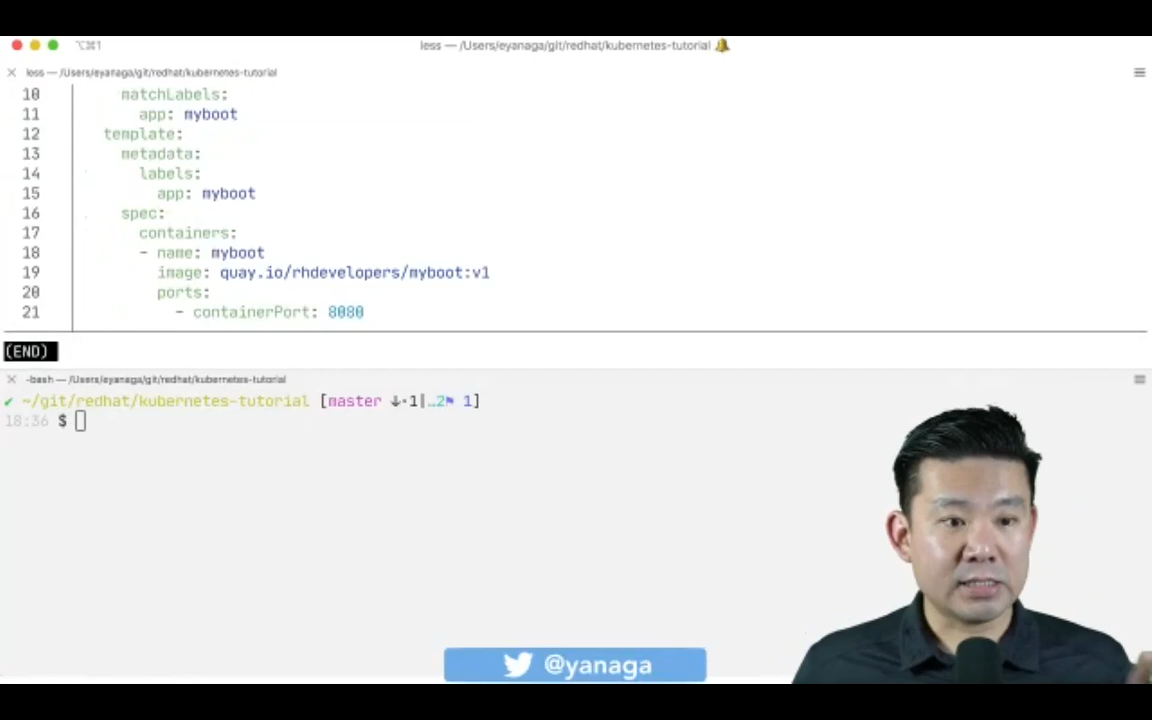 ⌥⌘1 less — /Users/eyanaga/git/redhat/kubernetes-tutorial 🔔
less — /Users/eyanaga/git/redhat/kubernetes-tutorial
10 matchLabels:
11 app: myboot
12 template:
13 metadata:
14 labels:
15 app: myboot
16 spec:
17 containers:
18 - name: myboot
19 image: quay.io/rhdevelopers/myboot:v1
20 ports:
21 - containerPort: 8080
(END)
-bash — /Users/eyanaga/git/redhat/kubernetes-tutorial
✔ ~/git/redhat/kubernetes-tutorial [master ↓·1|…2⚑ 1]
18:36 $
@yanaga